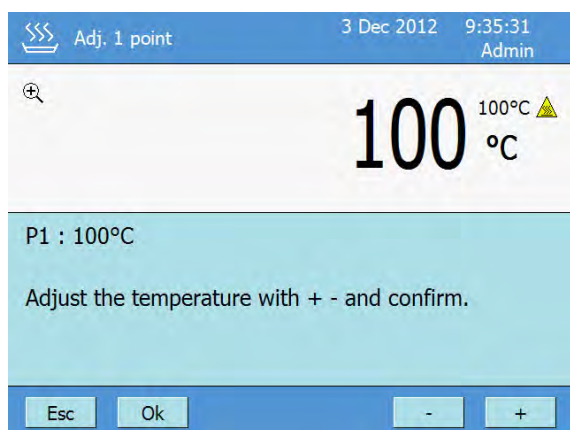 Adj. 1 point
3 Dec 2012 9:35:31
Admin
100 °C
100°C
P1 : 100°C
Adjust the temperature with + - and confirm.
Esc Ok - +